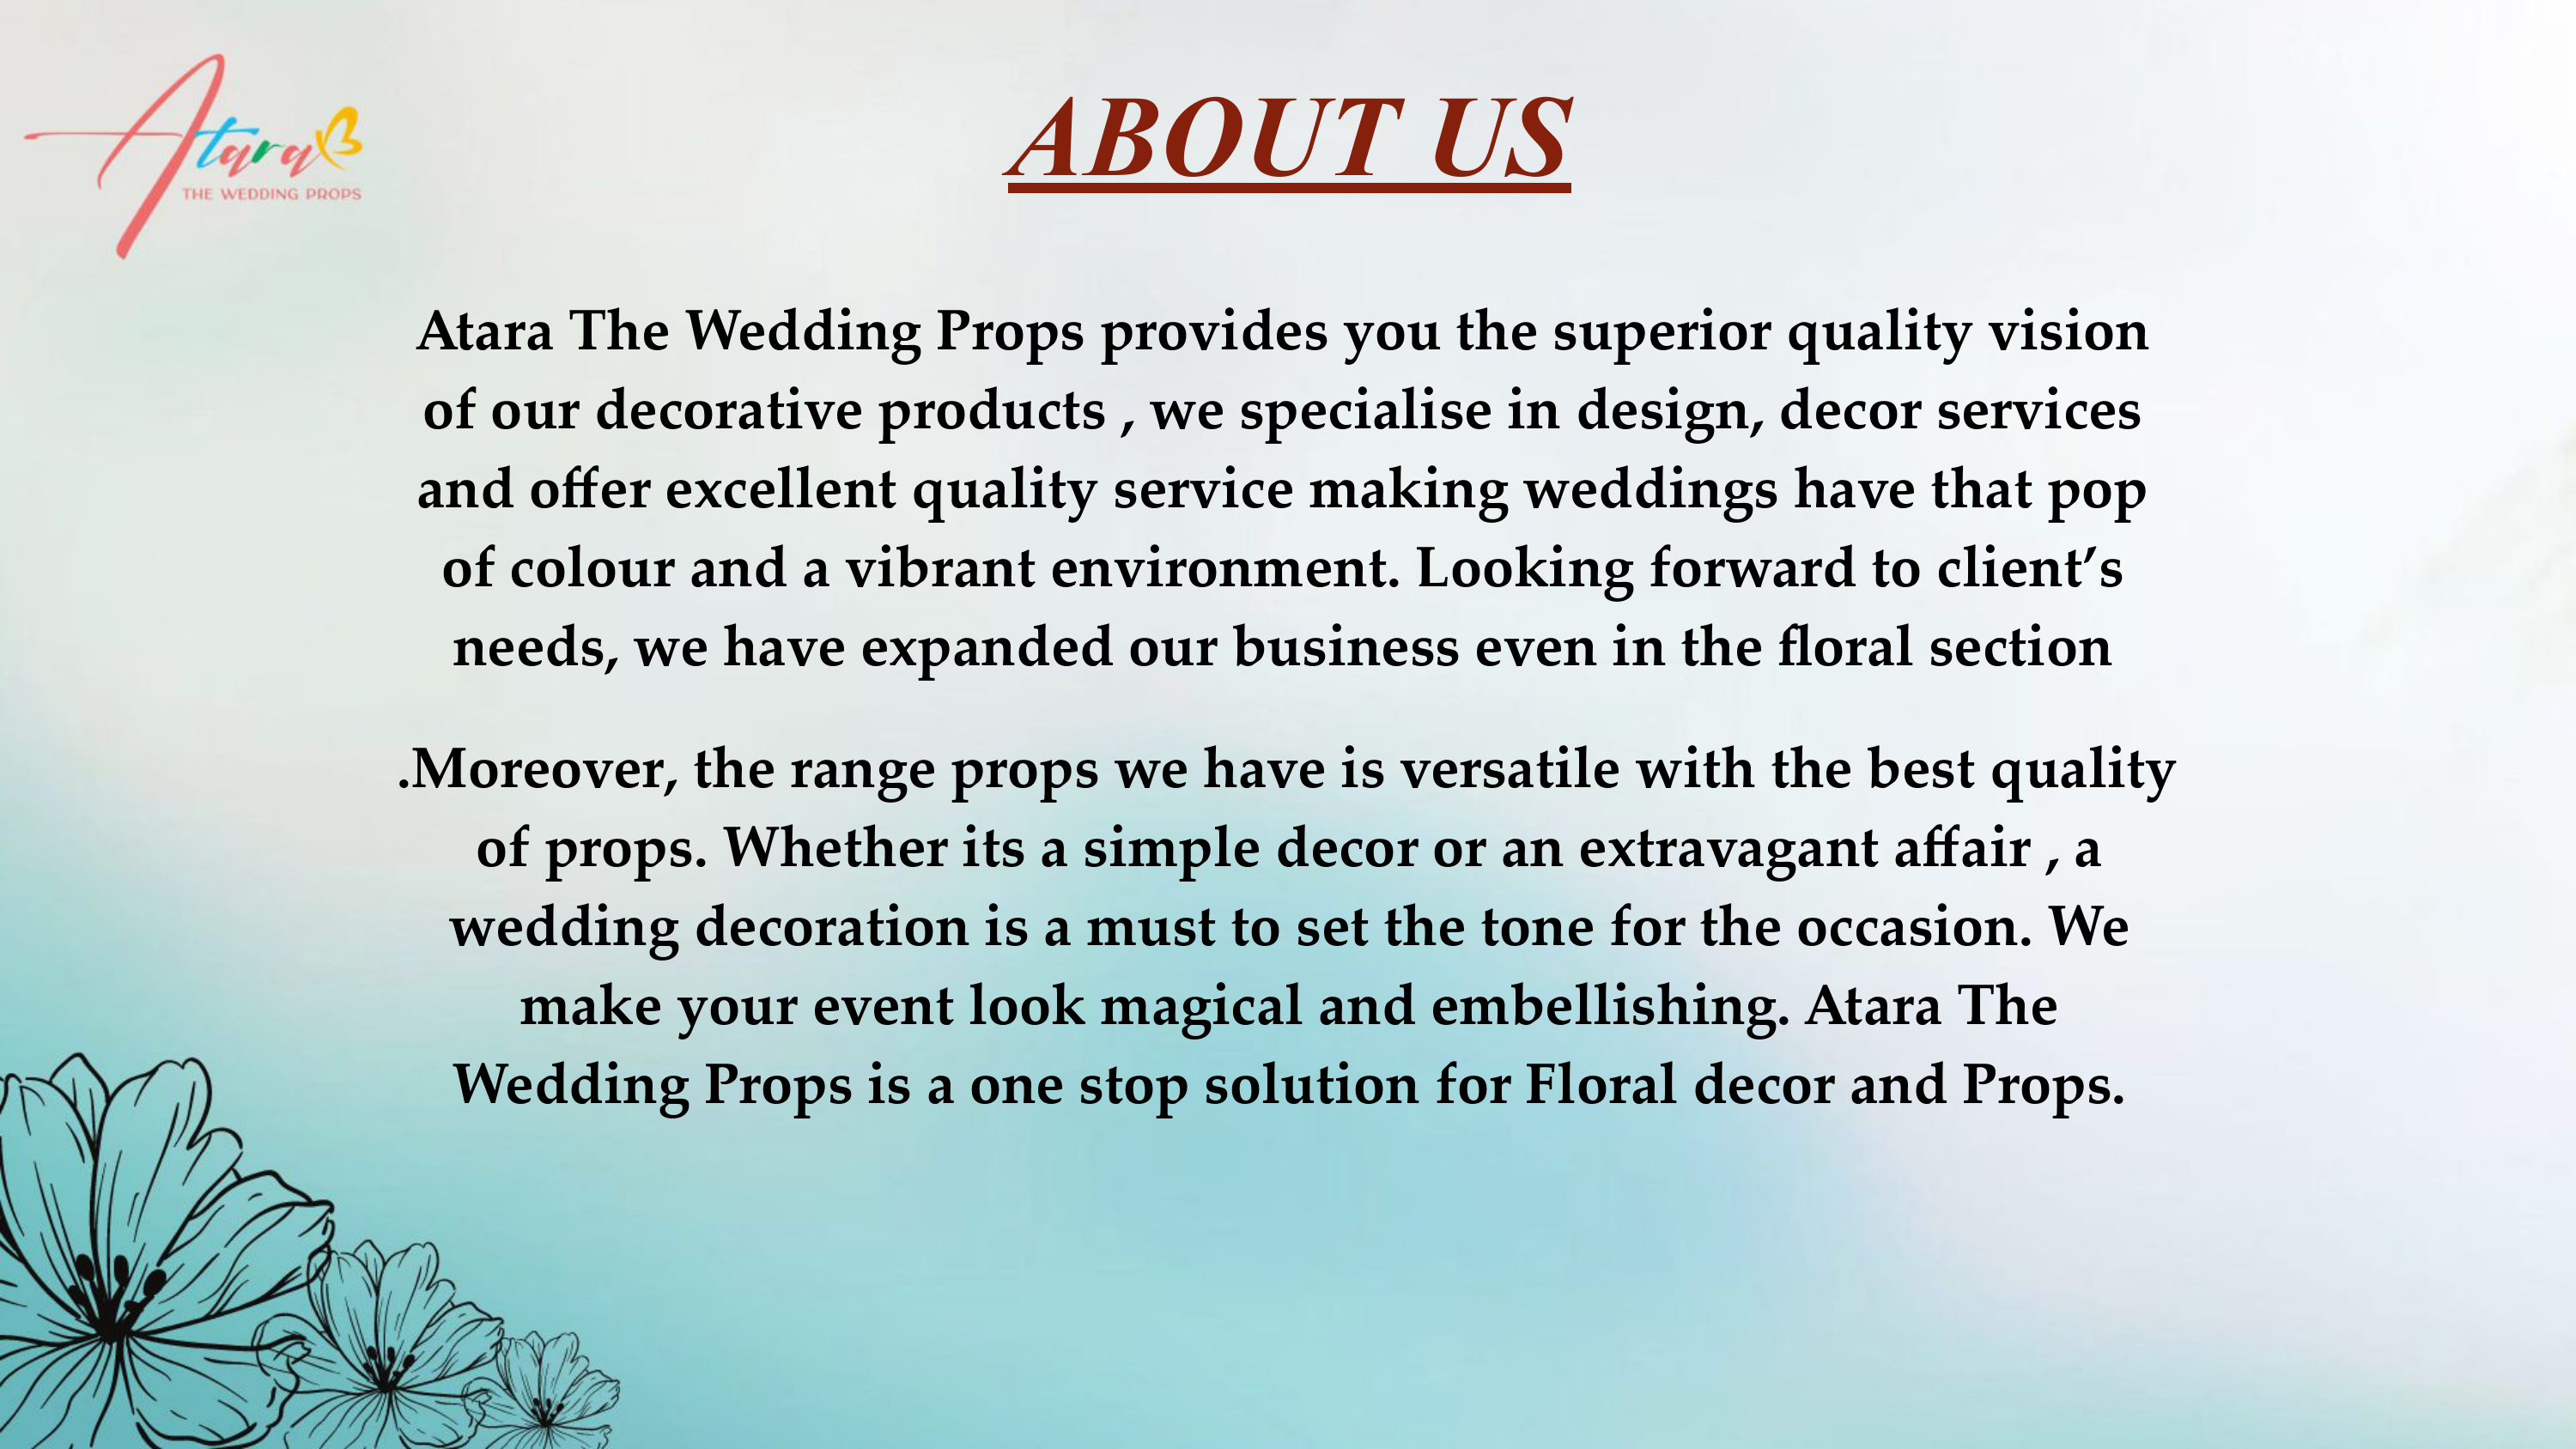 Atara
THE WEDDING PROPS
ABOUT US
Atara The Wedding Props provides you the superior quality vision
of our decorative products , we specialise in design, decor services
and offer excellent quality service making weddings have that pop
of colour and a vibrant environment. Looking forward to client’s
needs, we have expanded our business even in the floral section
.Moreover, the range props we have is versatile with the best quality
of props. Whether its a simple decor or an extravagant affair , a
wedding decoration is a must to set the tone for the occasion. We
make your event look magical and embellishing. Atara The
Wedding Props is a one stop solution for Floral decor and Props.